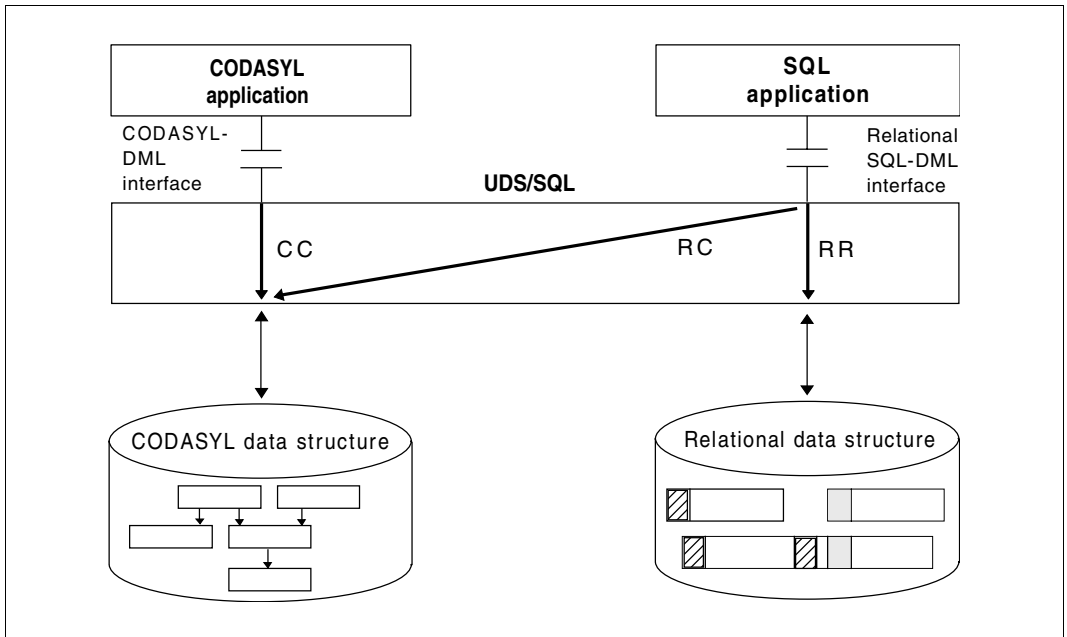 CODASYL
application
SQL
application
CODASYL-
DML
interface
Relational
SQL-DML
interface
UDS/SQL
CC
RC
RR
CODASYL data structure
Relational data structure